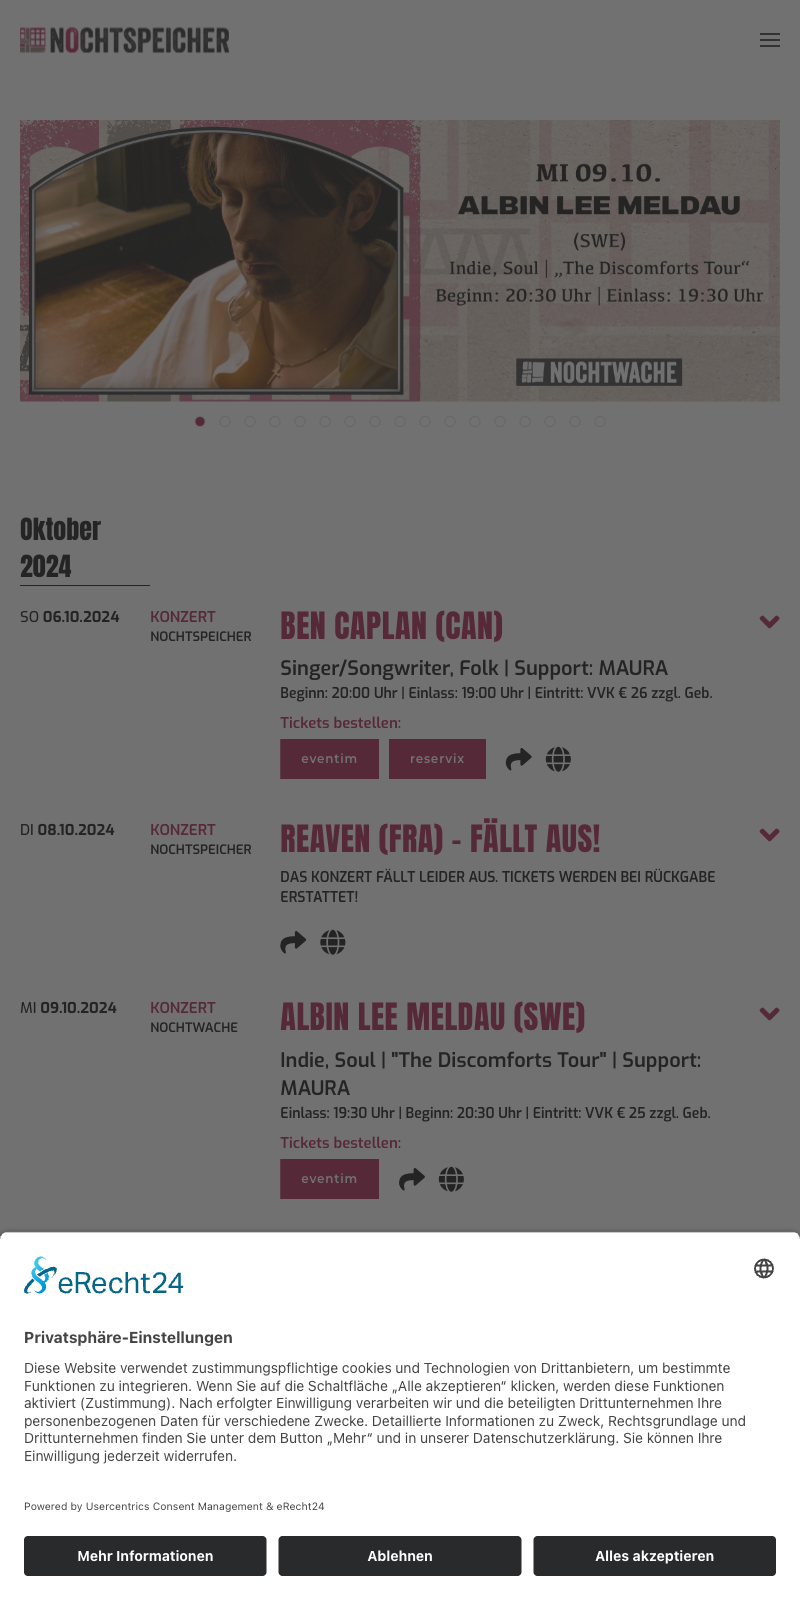 NOCHTSPEICHER
MI 09.10.
ALBIN LEE MELDAU
(SWE)
Indie, Soul | „The Discomforts Tour“
Beginn: 20:30 Uhr | Einlass: 19:30 Uhr
NOCHTWACHE
Oktober
2024
SO 06.10.2024
KONZERT
NOCHTSPEICHER
BEN CAPLAN (CAN)
Singer/Songwriter, Folk | Support: MAURA
Beginn: 20:00 Uhr | Einlass: 19:00 Uhr | Eintritt: VVK € 26 zzgl. Geb.
Tickets bestellen:
eventim
reservix
DI 08.10.2024
KONZERT
NOCHTSPEICHER
REAVEN (FRA) - FÄLLT AUS!
DAS KONZERT FÄLLT LEIDER AUS. TICKETS WERDEN BEI RÜCKGABE
ERSTATTET!
MI 09.10.2024
KONZERT
NOCHTWACHE
ALBIN LEE MELDAU (SWE)
Indie, Soul | "The Discomforts Tour" | Support:
MAURA
Einlass: 19:30 Uhr | Beginn: 20:30 Uhr | Eintritt: VVK € 25 zzgl. Geb.
Tickets bestellen:
eventim
eRecht24
Privatsphäre-Einstellungen
Diese Website verwendet zustimmungspflichtige cookies und Technologien von Drittanbietern, um bestimmte
Funktionen zu integrieren. Wenn Sie auf die Schaltfläche „Alle akzeptieren“ klicken, werden diese Funktionen
aktiviert (Zustimmung). Nach erfolgter Einwilligung verarbeiten wir und die beteiligten Drittunternehmen Ihre
personenbezogenen Daten für verschiedene Zwecke. Detaillierte Informationen zu Zweck, Rechtsgrundlage und
Drittunternehmen finden Sie unter dem Button „Mehr“ und in unserer Datenschutzerklärung. Sie können Ihre
Einwilligung jederzeit widerrufen.
Powered by Usercentrics Consent Management & eRecht24
Mehr Informationen
Ablehnen
Alles akzeptieren